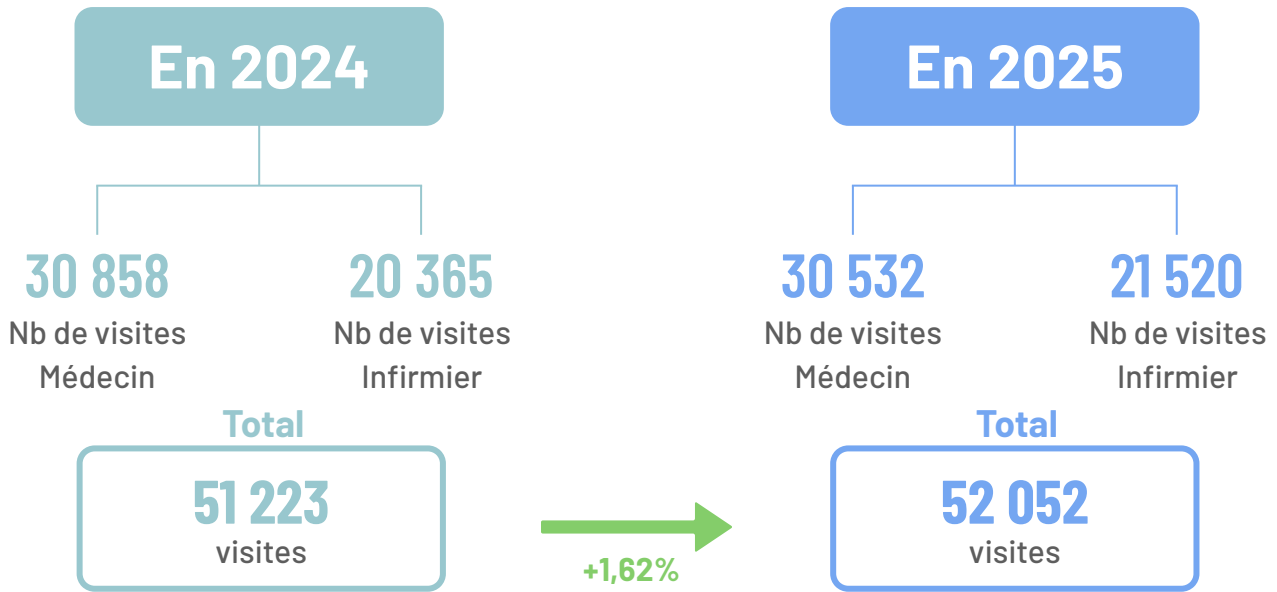 En 2024
30 858
Nb de visites
Médecin
20 365
Nb de visites
Infirmier
Total
51 223
visites
+1,62%
En 2025
30 532
Nb de visites
Médecin
21 520
Nb de visites
Infirmier
Total
52 052
visites